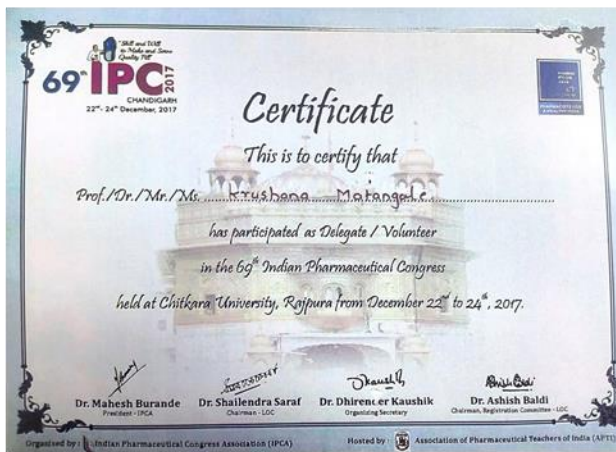 "Skill and Will
to Make and Serve
Quality Pill"
69th IPC 2017
CHANDIGARH
22nd- 24th December, 2017
Certificate
This is to certify that
Prof./Dr./Mr./Ms. Krushana Matangale
has participated as Delegate / Volunteer
in the 69th Indian Pharmaceutical Congress
held at Chitkara University, Rajpura from December 22nd to 24th, 2017.
Dr. Mahesh Burande
President - IPCA
Dr. Shailendra Saraf
Chairman - LOC
Dr. Dhirender Kaushik
Organizing Secretary
Dr. Ashish Baldi
Chairman, Registration Committee - LOC
Organised by : Indian Pharmaceutical Congress Association (IPCA)
Hosted by : Association of Pharmaceutical Teachers of India (APTI)